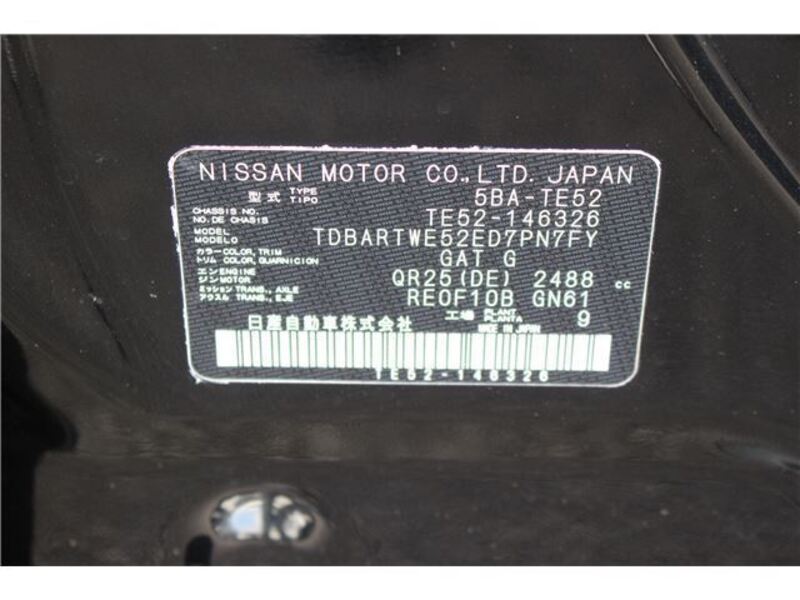 NISSAN MOTOR CO., LTD. JAPAN
型式 TYPE TIPO 5BA-TE52
CHASSIS NO. NO. DE CHASIS TE52-146326
MODEL MODELO TDBARTWE52ED7PN7FY
カラー COLOR, TRIM
トリム COLOR, GUARNICION GAT G
エンジン ENGINE MOTOR QR25(DE) 2488 cc
ミッション TRANS., AXLE
アクスル TRANS., EJE RE0F10B GN61
工場 PLANT PLANTA 9
日産自動車株式会社 MADE IN JAPAN
TE52-146326